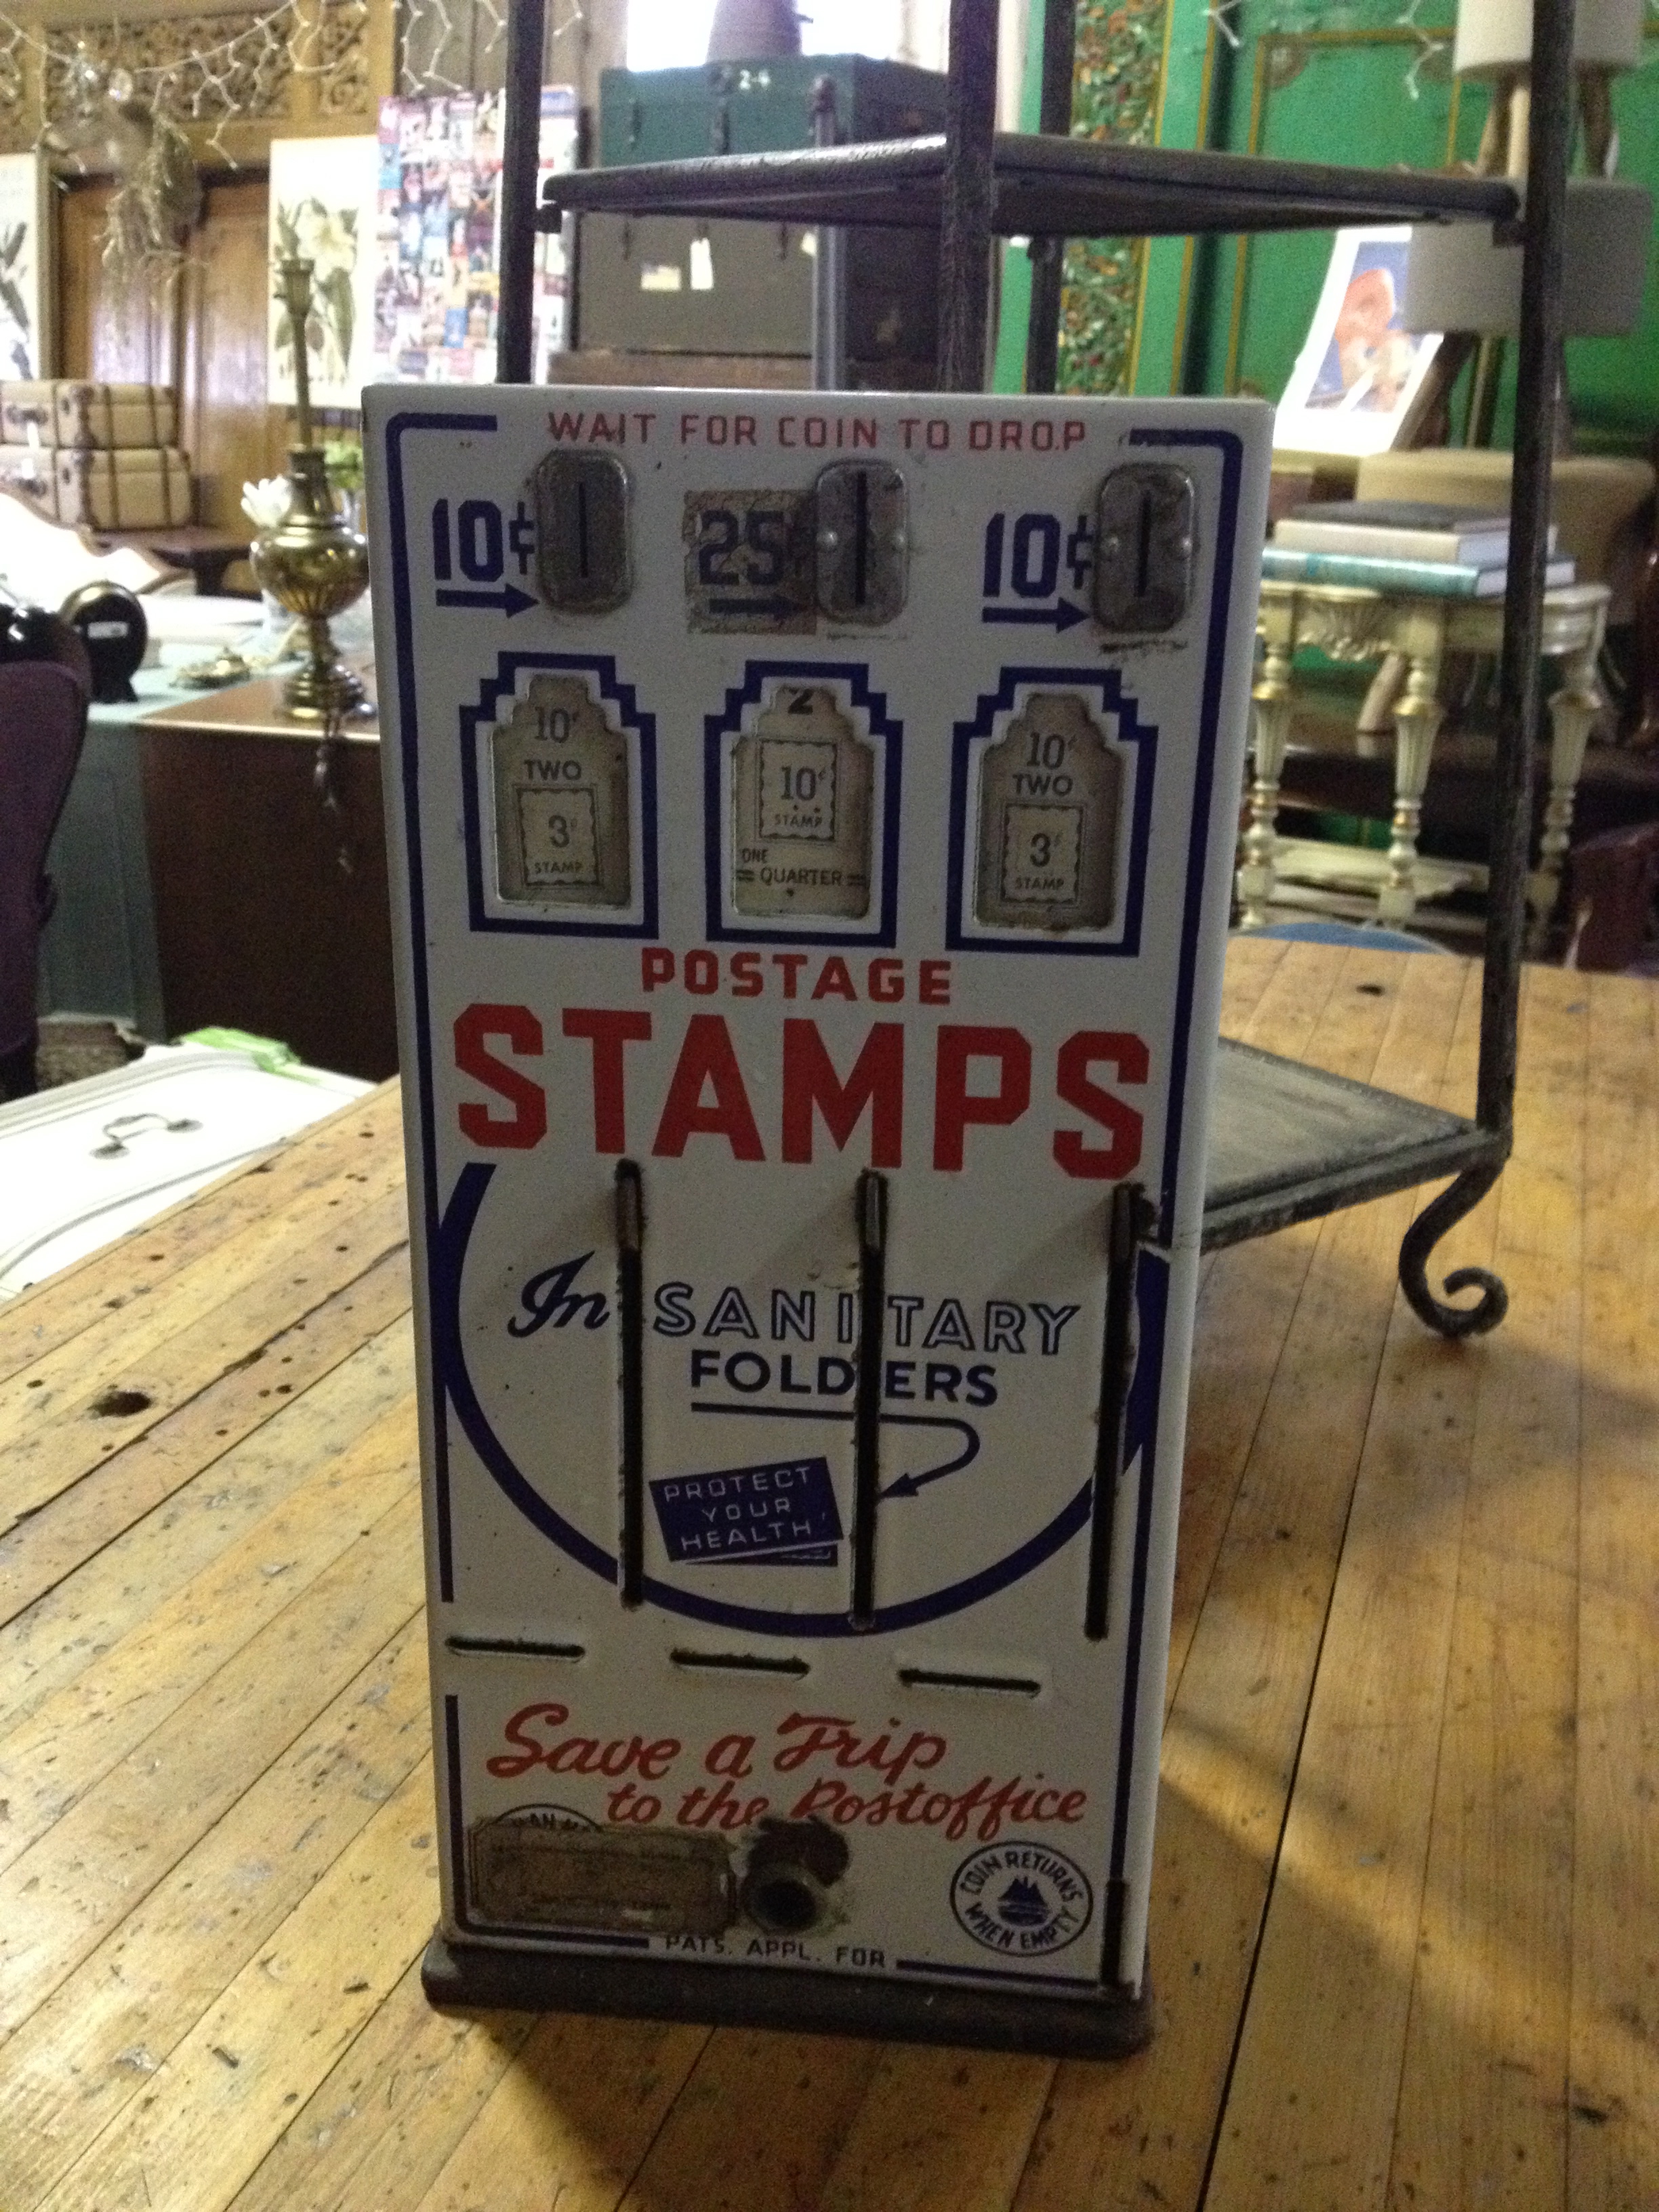 2-4
WAIT FOR COIN TO DROP
10¢ 25¢ 10¢
10¢
TWO
3¢
STAMP
2
10¢
STAMP
ONE
QUARTER
10¢
TWO
3¢
STAMP
POSTAGE
STAMPS
In SANITARY
FOLDERS
PROTECT
YOUR
HEALTH
Save a Trip
to the Postoffice
COIN RETURNS
WHEN EMPTY
PATS. APPL. FOR